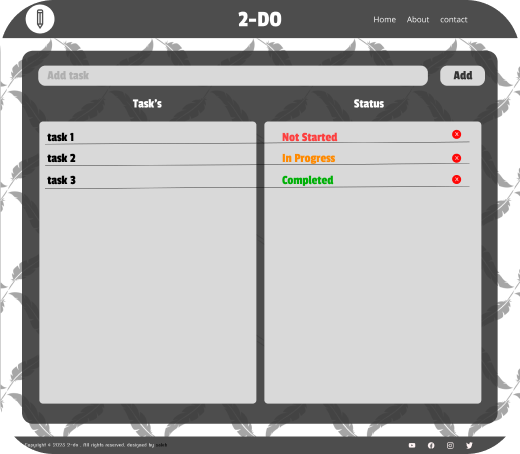 2-DO
Home About contact
Add task
Add
Task's
Status
task 1
Not Started
x
task 2
In Progress
x
task 3
Completed
x
Copyright © 2023 2-do . All rights reserved. designed by